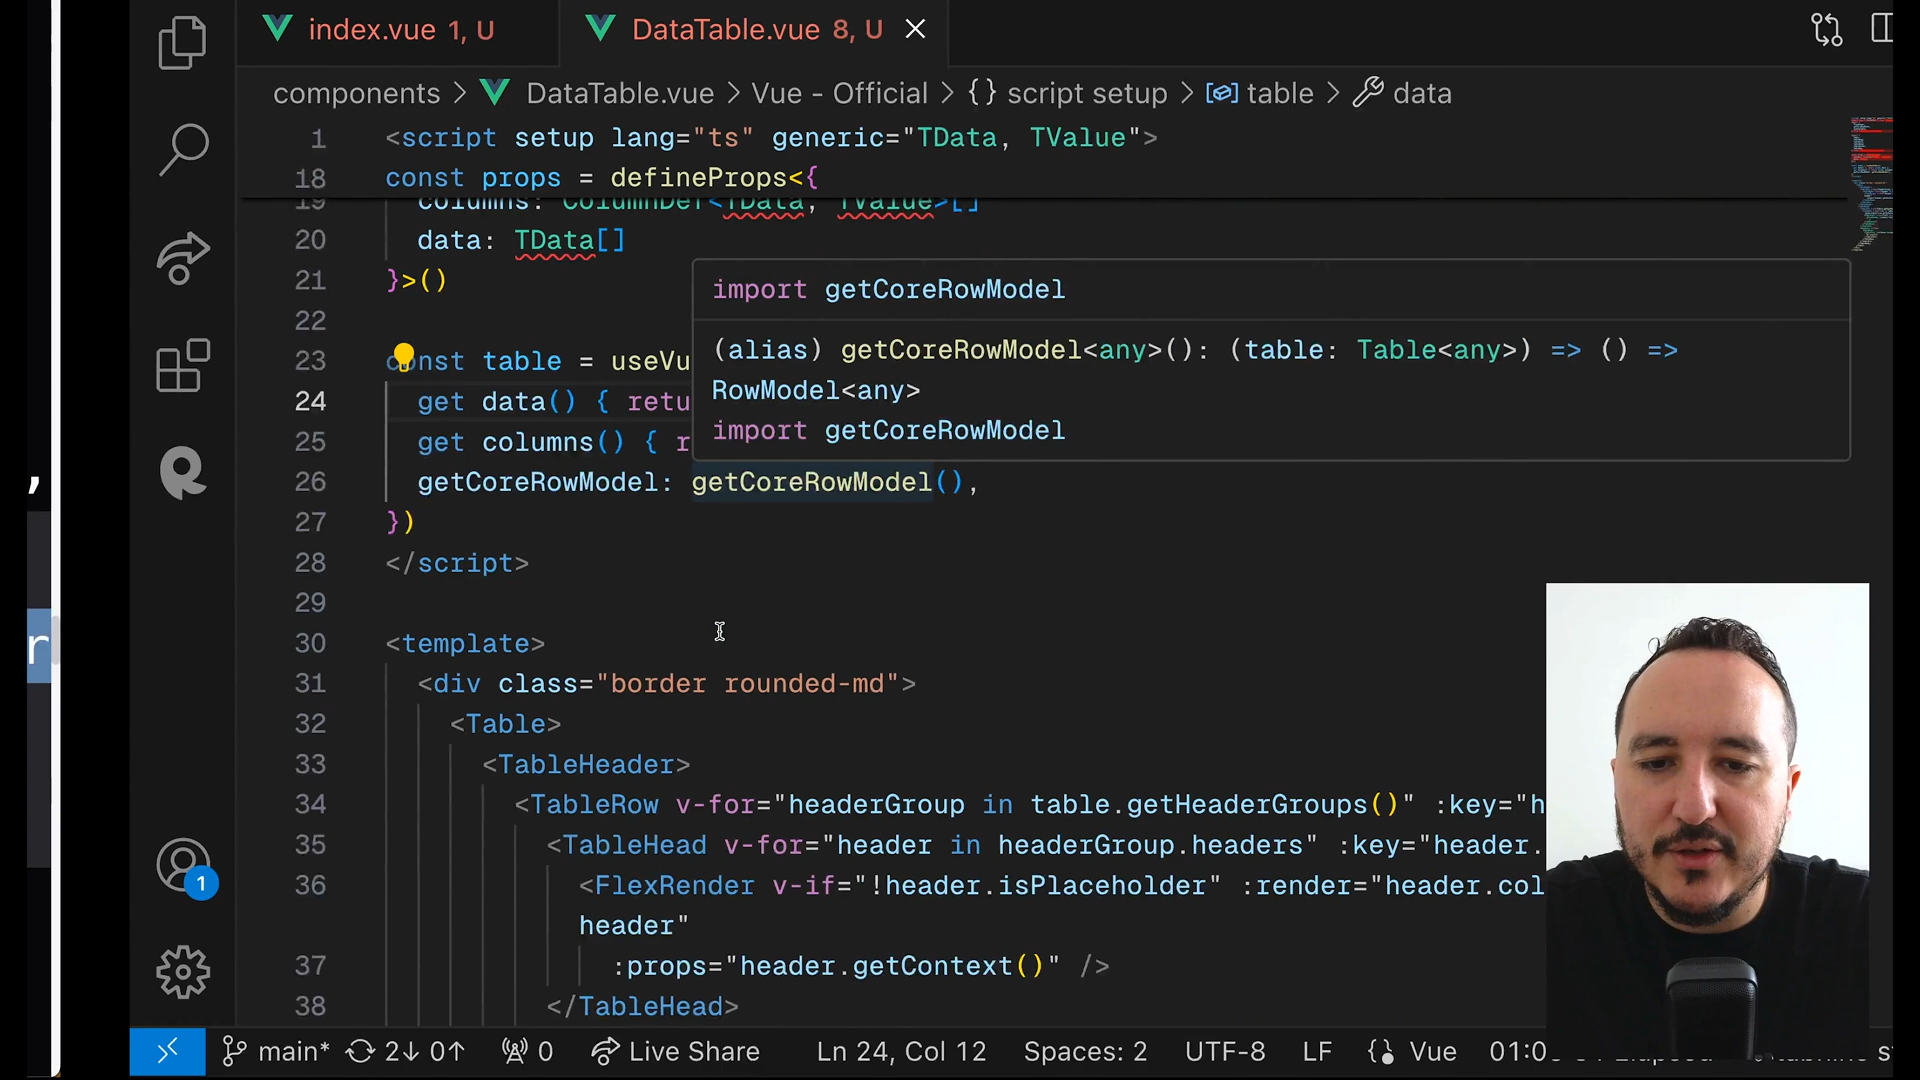 index.vue 1, U
DataTable.vue 8, U
components > DataTable.vue > Vue - Official > {} script setup > table > data
1 <script setup lang="ts" generic="TData, TValue">
18 const props = defineProps<{
19 columns: ColumnDef<TData, TValue>[]
20 data: TData[]
21 }>()
import getCoreRowModel
22
(alias) getCoreRowModel<any>(): (table: Table<any>) => () =>
RowModel<any>
import getCoreRowModel
23 const table = useVu
24 get data() { retu
25 get columns() { r
26 getCoreRowModel: getCoreRowModel(),
27 })
28 </script>
29
30 <template>
31 <div class="border rounded-md">
32 <Table>
33 <TableHeader>
34 <TableRow v-for="headerGroup in table.getHeaderGroups()" :key="h
35 <TableHead v-for="header in headerGroup.headers" :key="header.
36 <FlexRender v-if="!header.isPlaceholder" :render="header.col
header"
37 :props="header.getContext()" />
38 </TableHead>
,
r
1
main* 2↓ 0↑ 0 Live Share Ln 24, Col 12 Spaces: 2 UTF-8 LF Vue